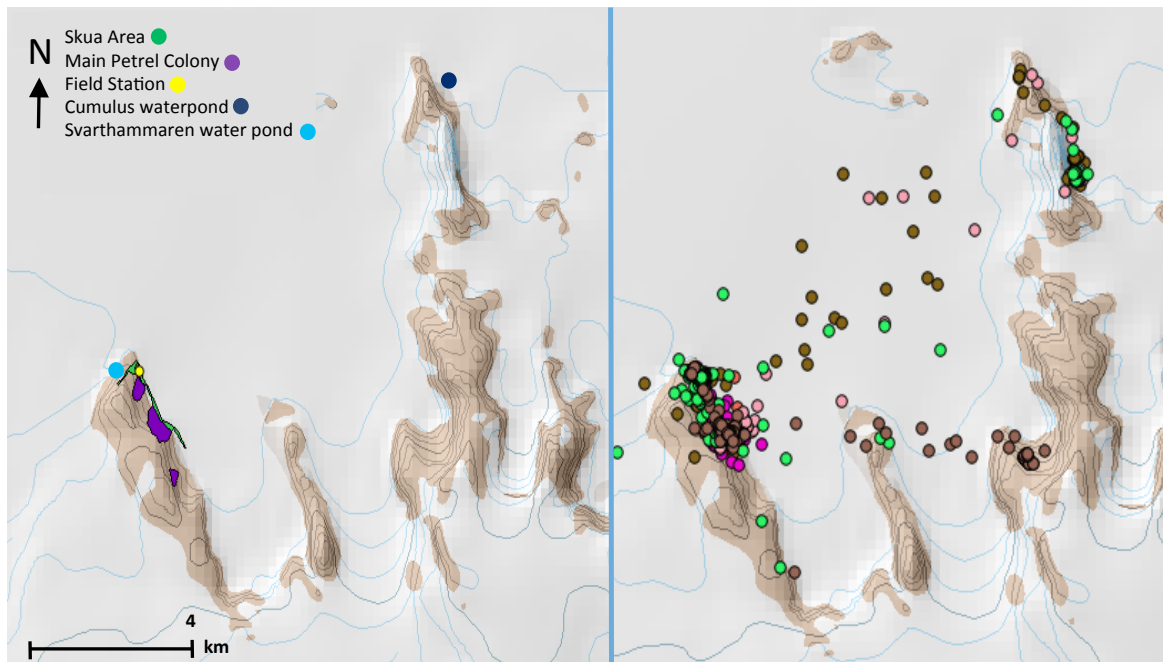 N
Skua Area
Main Petrel Colony
Field Station
Cumulus waterpond
Svarthammaren water pond
4
km